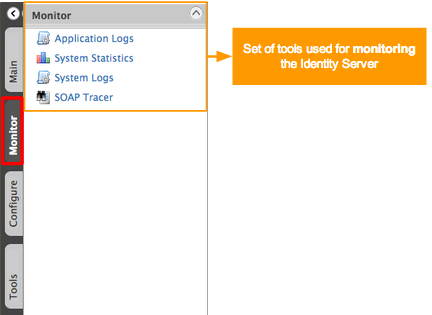 Monitor
Application Logs
System Statistics
System Logs
SOAP Tracer
Main
Monitor
Configure
Tools
Set of tools used for monitoring
the Identity Server